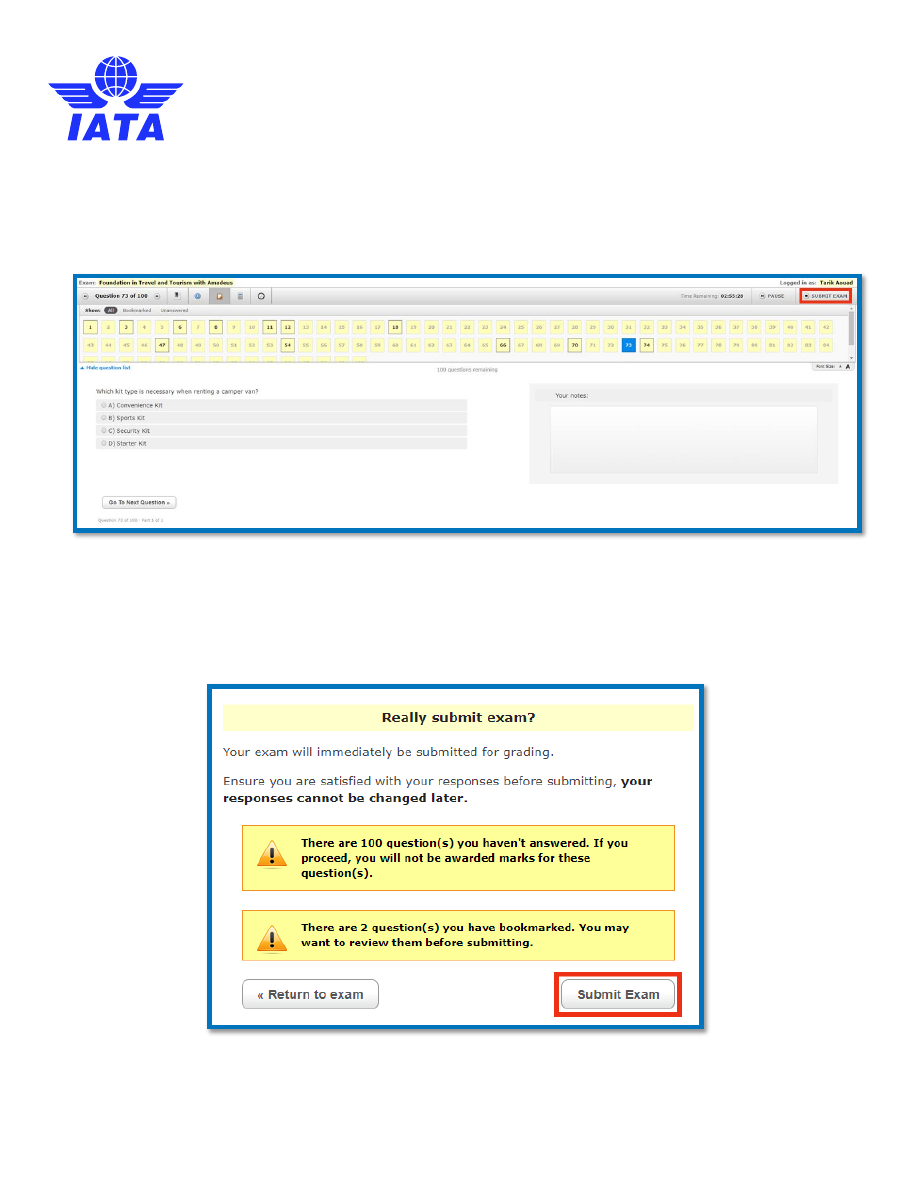 IATA
Exam: Foundation in Travel and Tourism with Amadeus
Logged in as: Tarik Aouad
Question 73 of 100
Time Remaining: 02:55:28
PAUSE
SUBMIT EXAM
Show: All Bookmarked Unanswered
1 2 3 4 5 6 7 8 9 10 11 12 13 14 15 16 17 18 19 20 21 22 23 24 25 26 27 28 29 30 31 32 33 34 35 36 37 38 39 40 41 42
43 44 45 46 47 48 49 50 51 52 53 54 55 56 57 58 59 60 61 62 63 64 65 66 67 68 69 70 71 72 73 74 75 76 77 78 79 80 81 82 83 84
Hide question list
100 questions remaining
Font Size: A A
Which kit type is necessary when renting a camper van?
A) Convenience Kit
B) Sports Kit
C) Security Kit
D) Starter Kit
Your notes:
Go To Next Question »
Question 73 of 100 - Part 1 of 1
Really submit exam?
Your exam will immediately be submitted for grading.
Ensure you are satisfied with your responses before submitting, your
responses cannot be changed later.
There are 100 question(s) you haven't answered. If you
proceed, you will not be awarded marks for these
question(s).
There are 2 question(s) you have bookmarked. You may
want to review them before submitting.
« Return to exam
Submit Exam